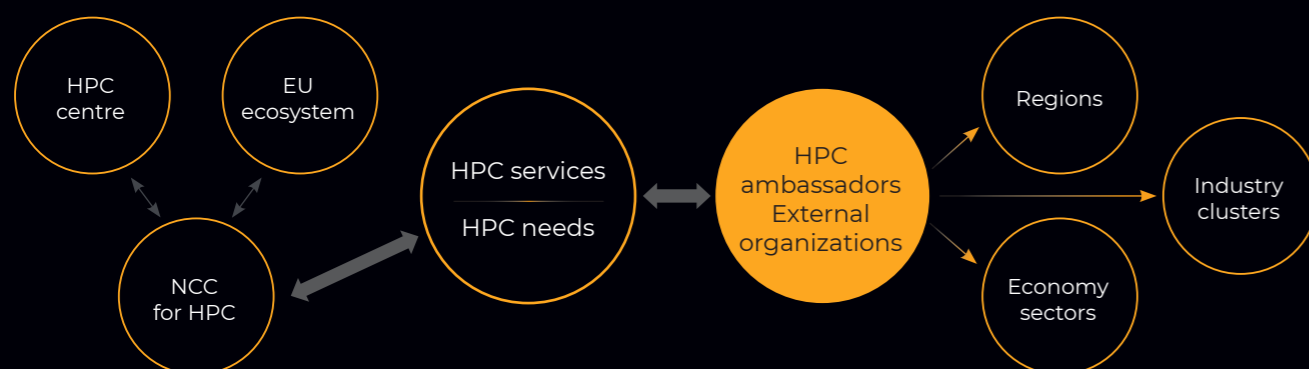 HPC
centre
EU
ecosystem
NCC
for HPC
HPC services
HPC needs
HPC
ambassadors
External
organizations
Regions
Industry
clusters
Economy
sectors